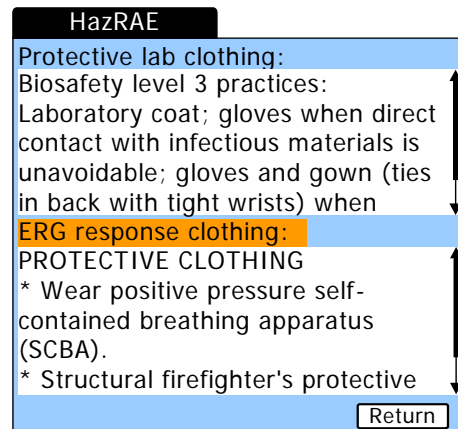 HazRAE
Protective lab clothing:
Biosafety level 3 practices:
Laboratory coat; gloves when direct
contact with infectious materials is
unavoidable; gloves and gown (ties
in back with tight wrists) when
ERG response clothing:
PROTECTIVE CLOTHING
* Wear positive pressure self-
contained breathing apparatus
(SCBA).
* Structural firefighter's protective
Return